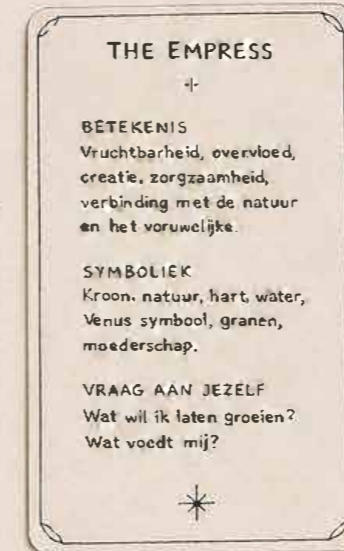 THE EMPRESS
BETEKENIS
Vruchtbaarheid, overvloed,
creatie, zorgzaamheid,
verbinding met de natuur
en het voruwelijke.
SYMBOLIEK
Kroon, natuur, hart, water,
Venus symbool, granen,
moederschap.
VRAAG AAN JEZELF
Wat wil ik laten groeien?
Wat voedt mij?